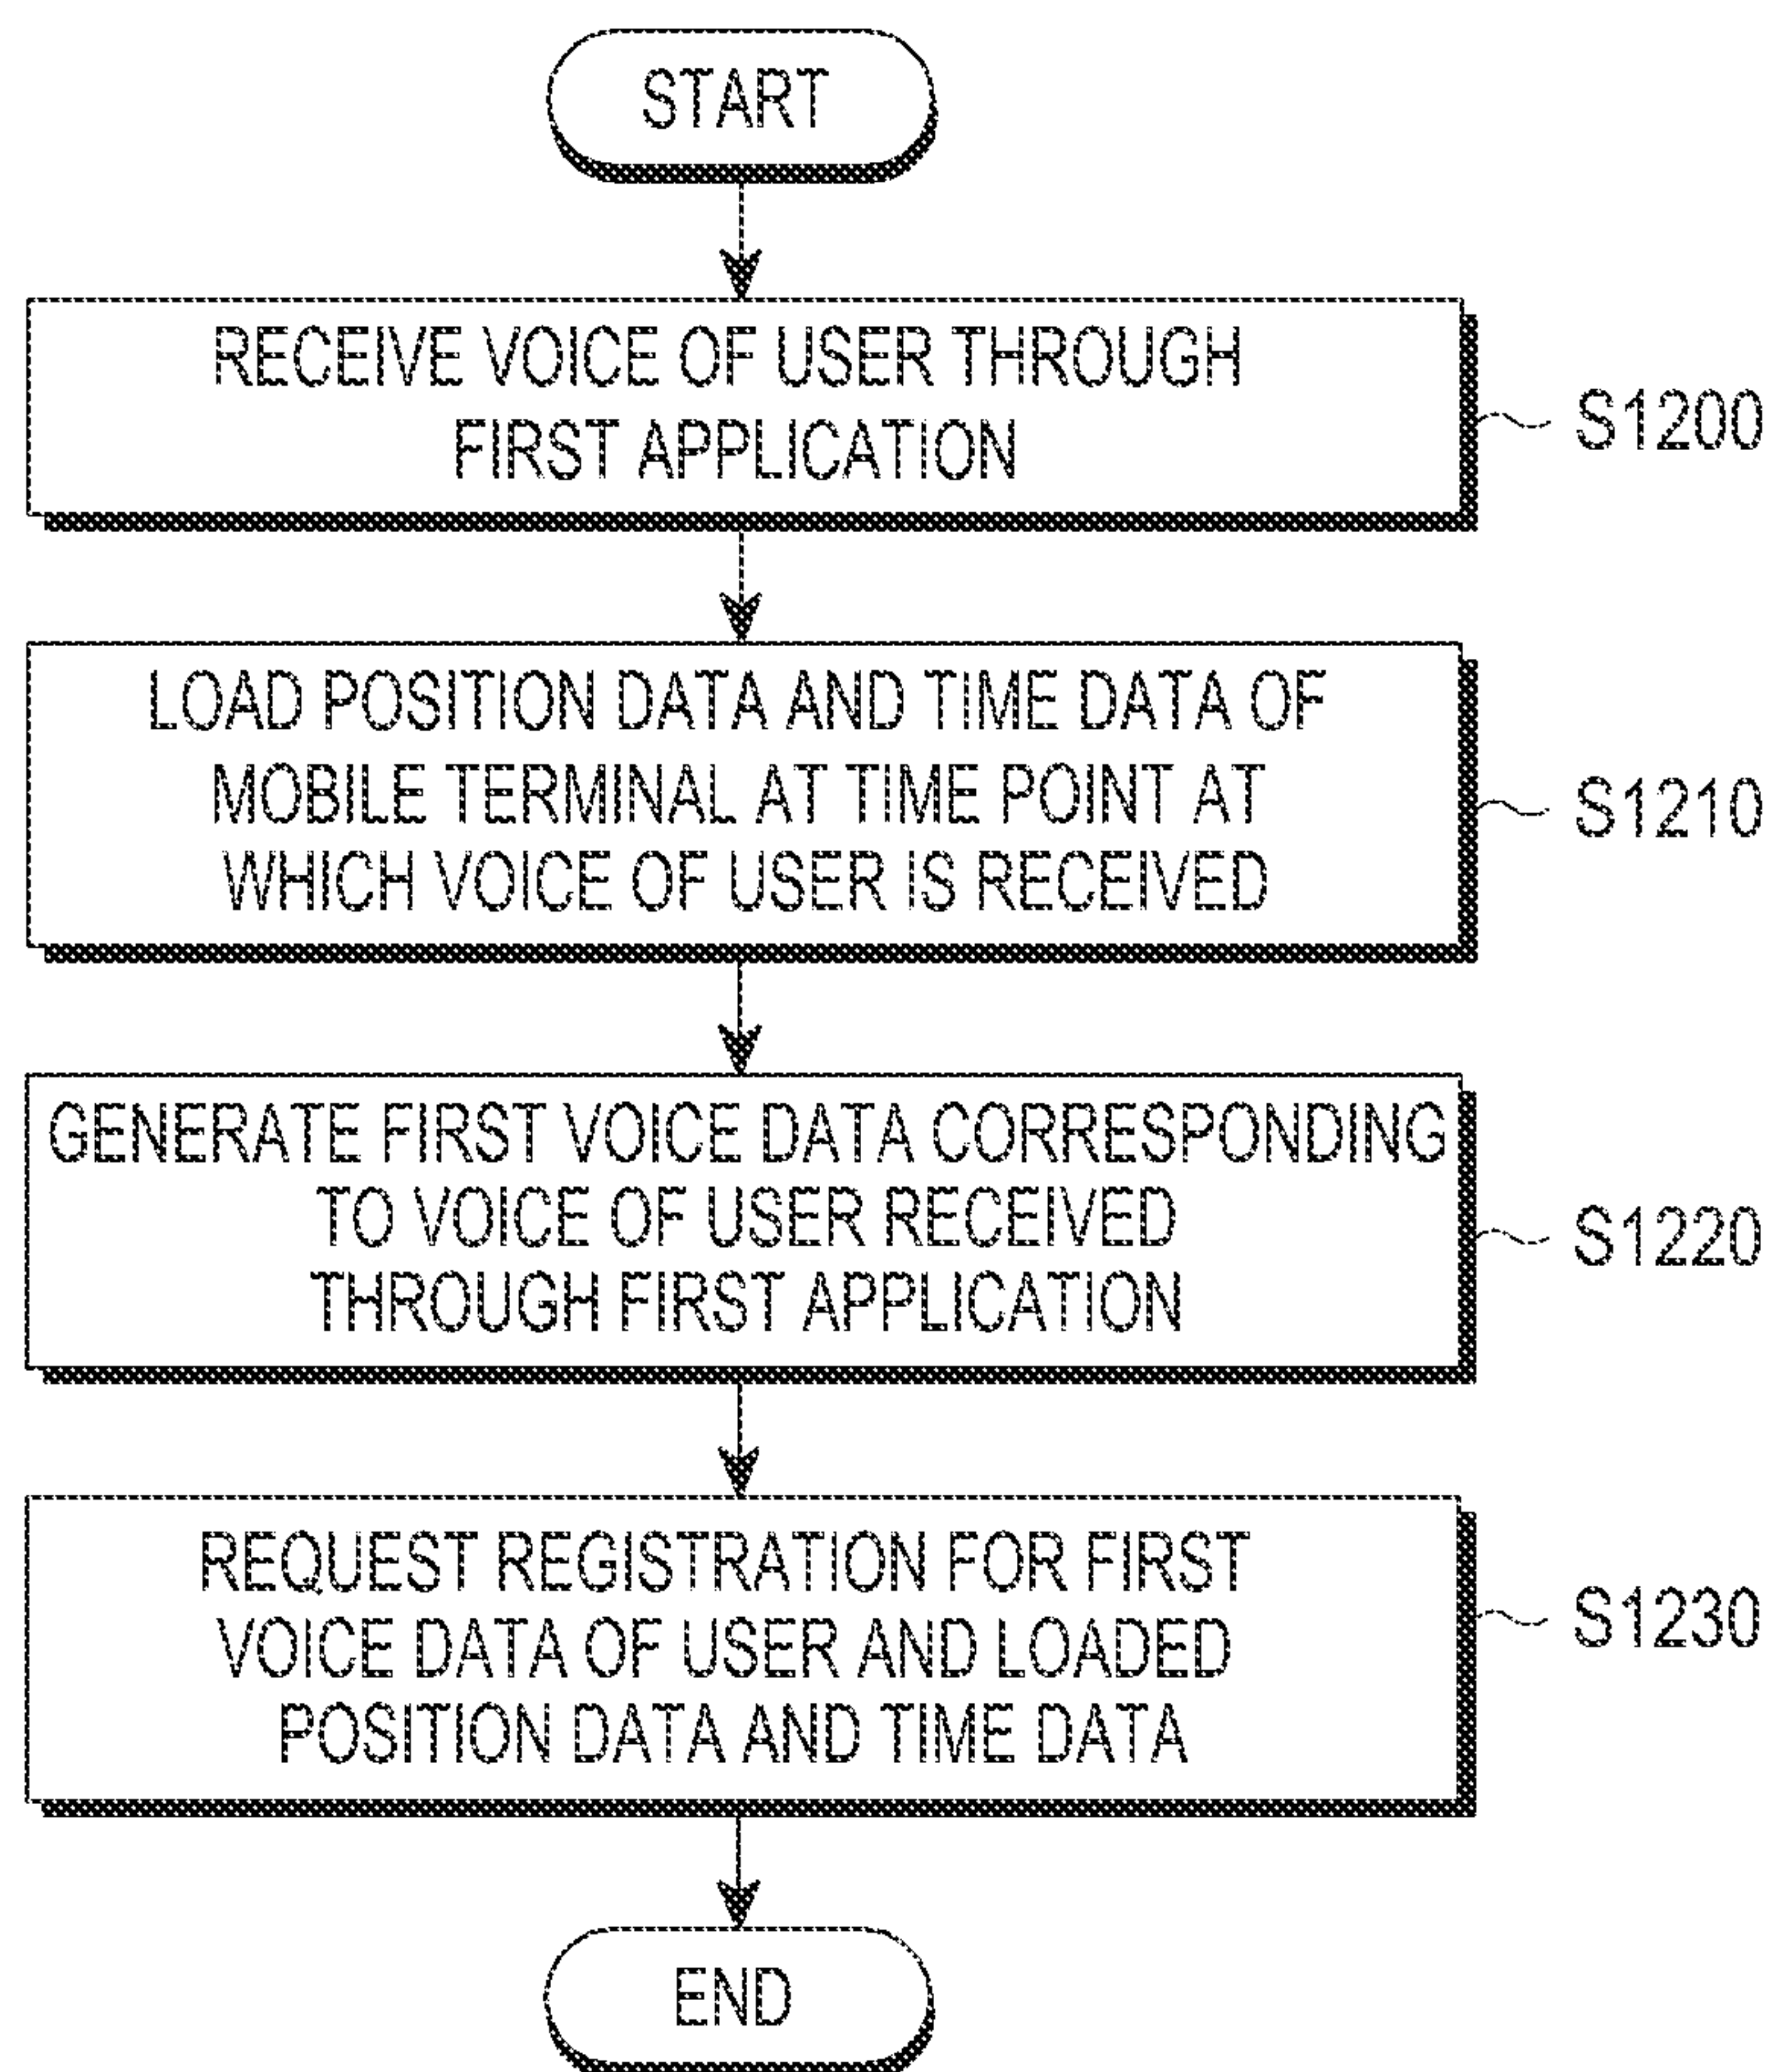 START
RECEIVE VOICE OF USER THROUGH
FIRST APPLICATION
S1200
LOAD POSITION DATA AND TIME DATA OF
MOBILE TERMINAL AT TIME POINT AT
WHICH VOICE OF USER IS RECEIVED
S1210
GENERATE FIRST VOICE DATA CORRESPONDING
TO VOICE OF USER RECEIVED
THROUGH FIRST APPLICATION
S1220
REQUEST REGISTRATION FOR FIRST
VOICE DATA OF USER AND LOADED
POSITION DATA AND TIME DATA
S1230
END